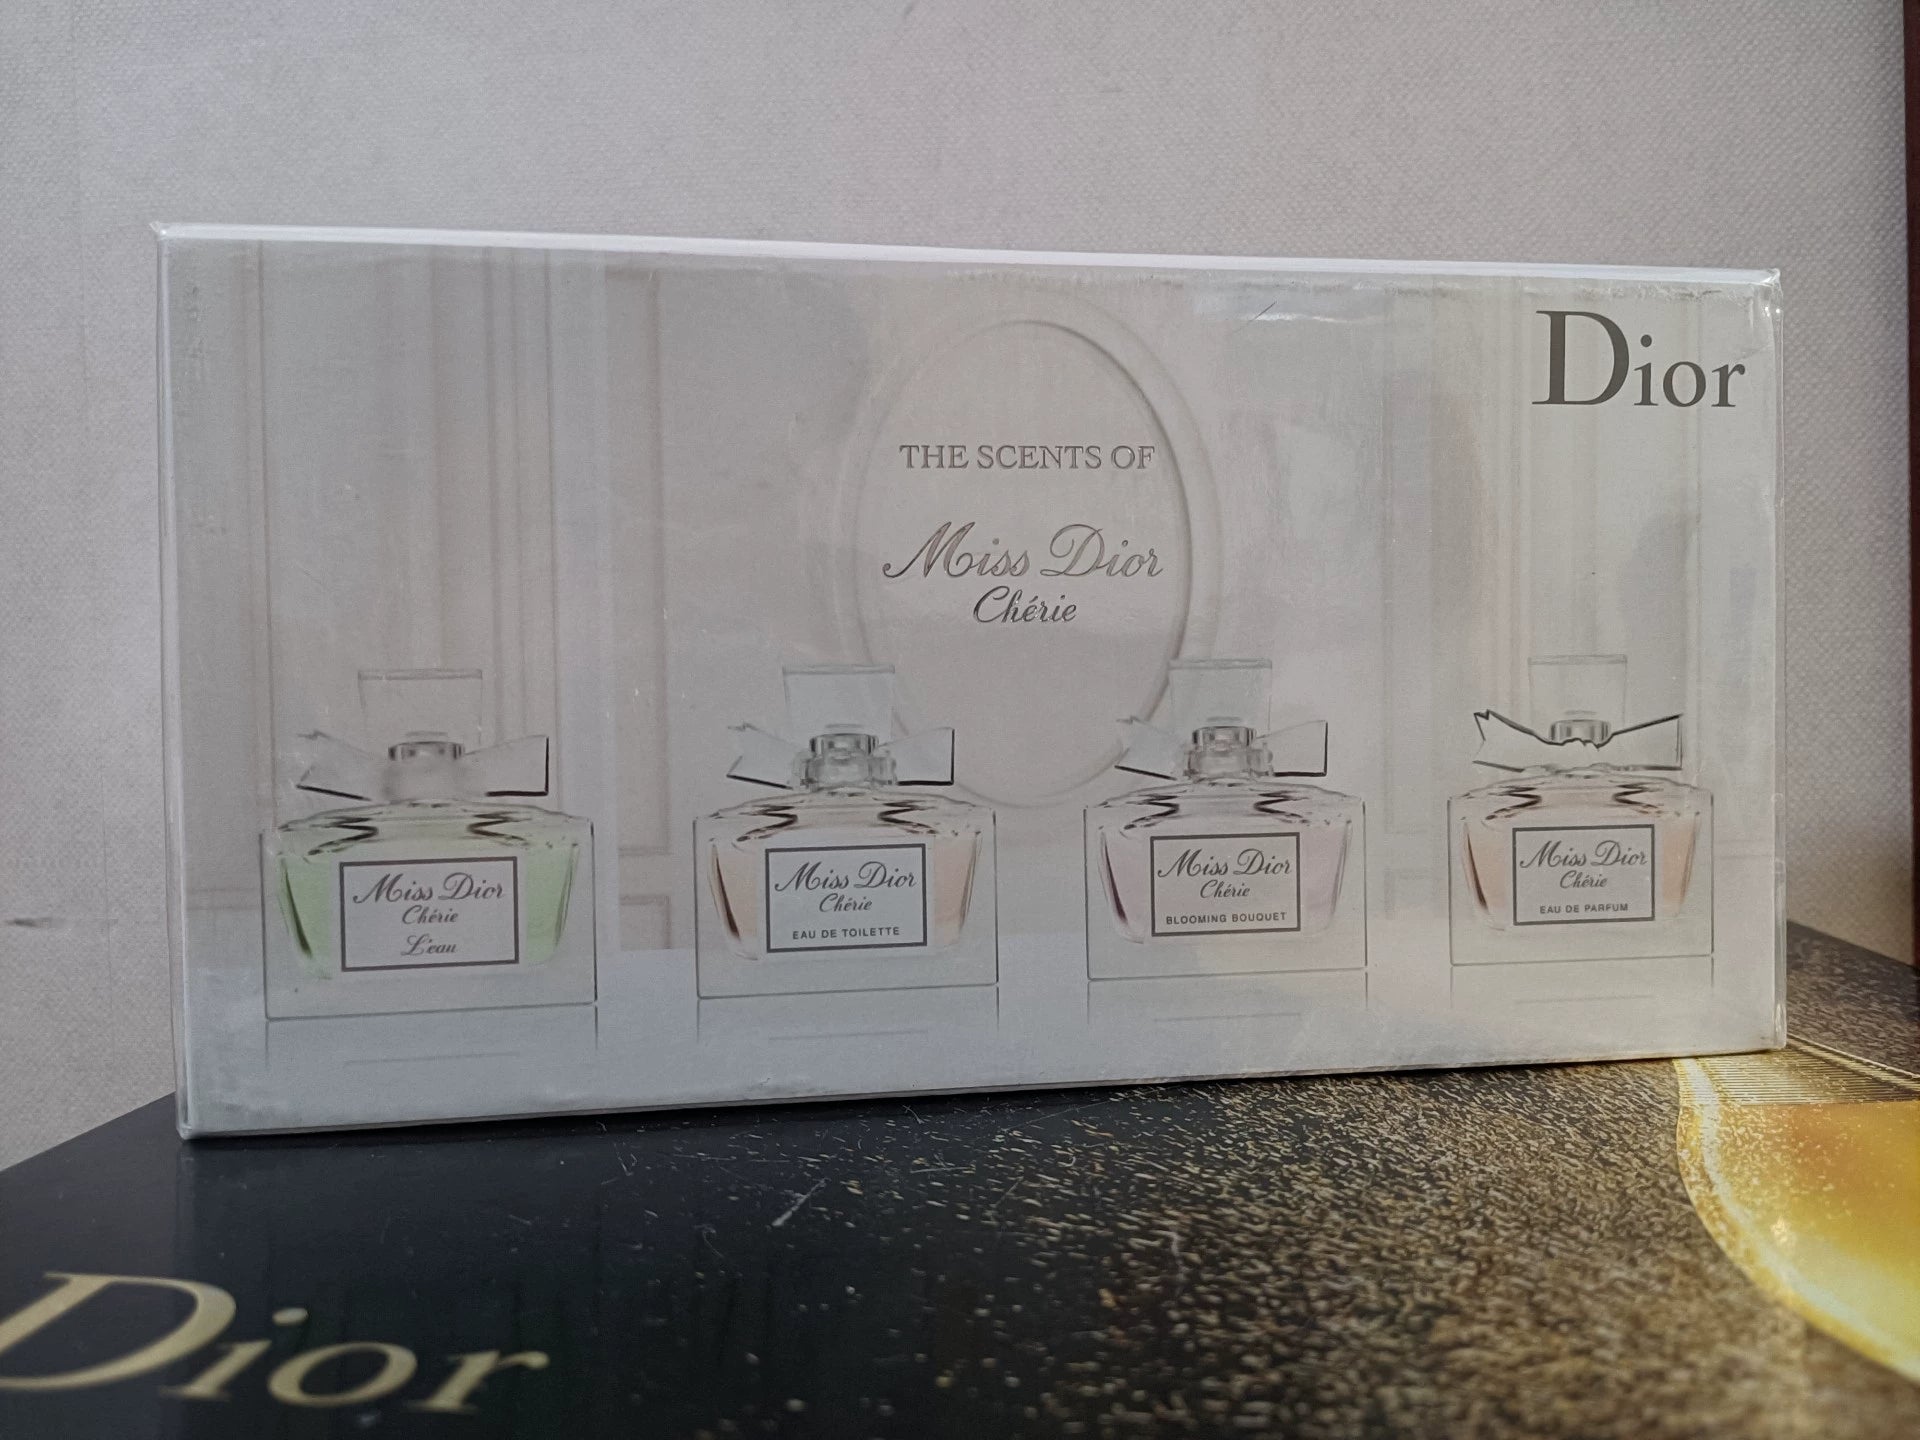 Dior
THE SCENTS OF
Miss Dior
Chérie
Miss Dior
Chérie
L'eau
Miss Dior
Chérie
EAU DE TOILETTE
Miss Dior
Chérie
BLOOMING BOUQUET
Miss Dior
Chérie
EAU DE PARFUM
Dior